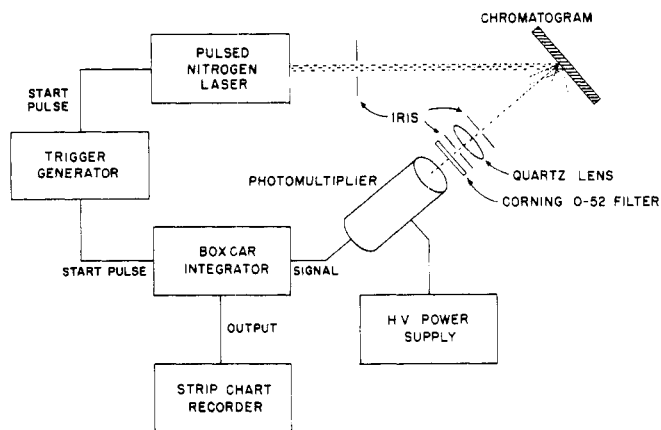 CHROMATOGRAM
PULSED
NITROGEN
LASER
START
PULSE
IRIS
TRIGGER
GENERATOR
QUARTZ LENS
PHOTOMULTIPLIER
CORNING O-52 FILTER
BOXCAR
INTEGRATOR
START PULSE
SIGNAL
OUTPUT
HV POWER
SUPPLY
STRIP CHART
RECORDER